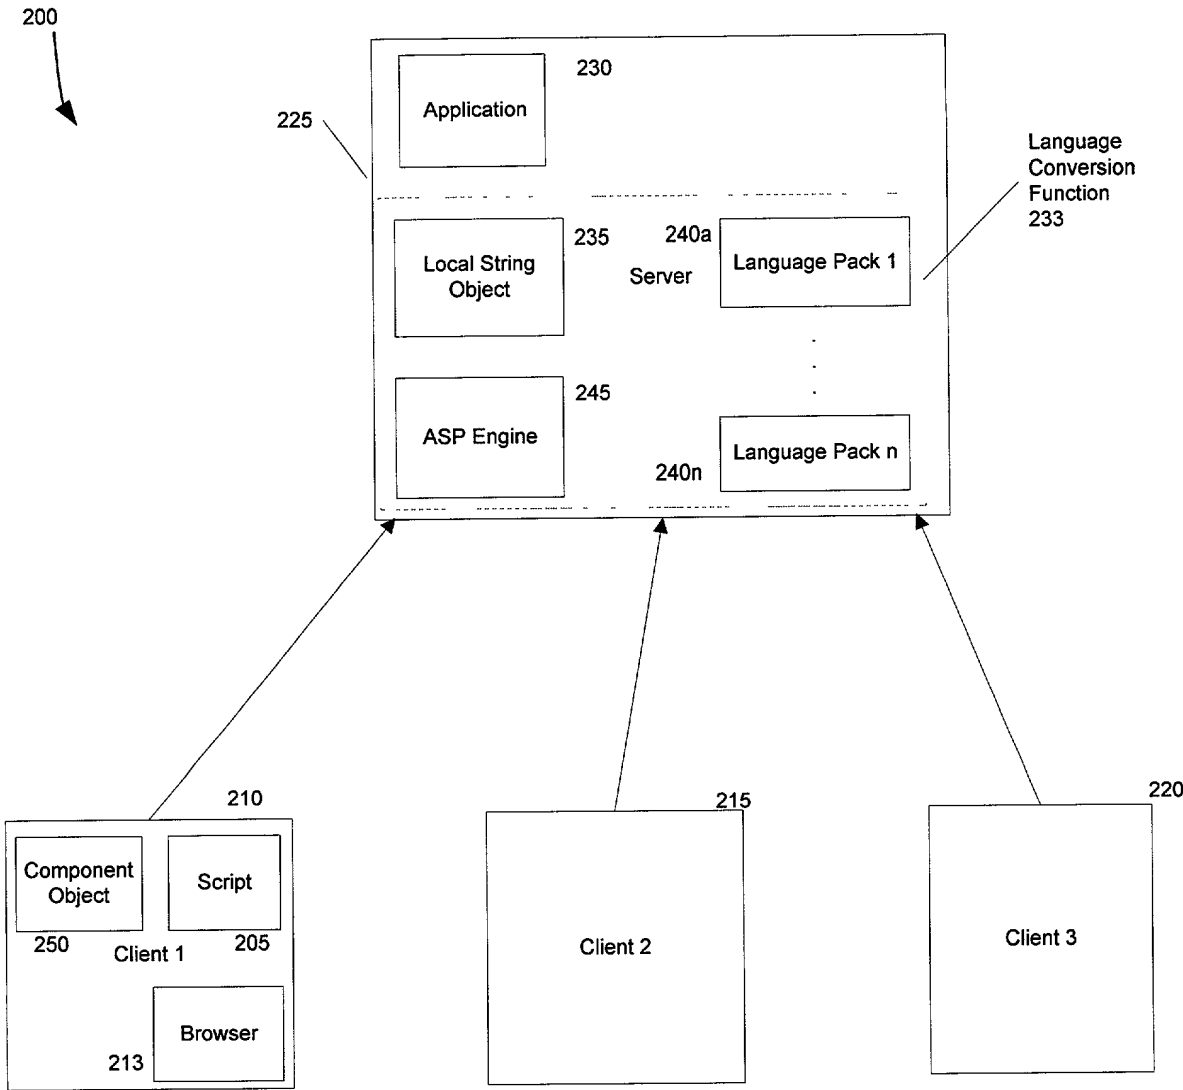 200
230
Application
225
Language
Conversion
Function
233
235
240a
Local String
Object
Server
Language Pack 1
245
ASP Engine
Language Pack n
240n
210
215
220
Component
Object
Script
250
205
Client 1
Client 2
Client 3
Browser
213